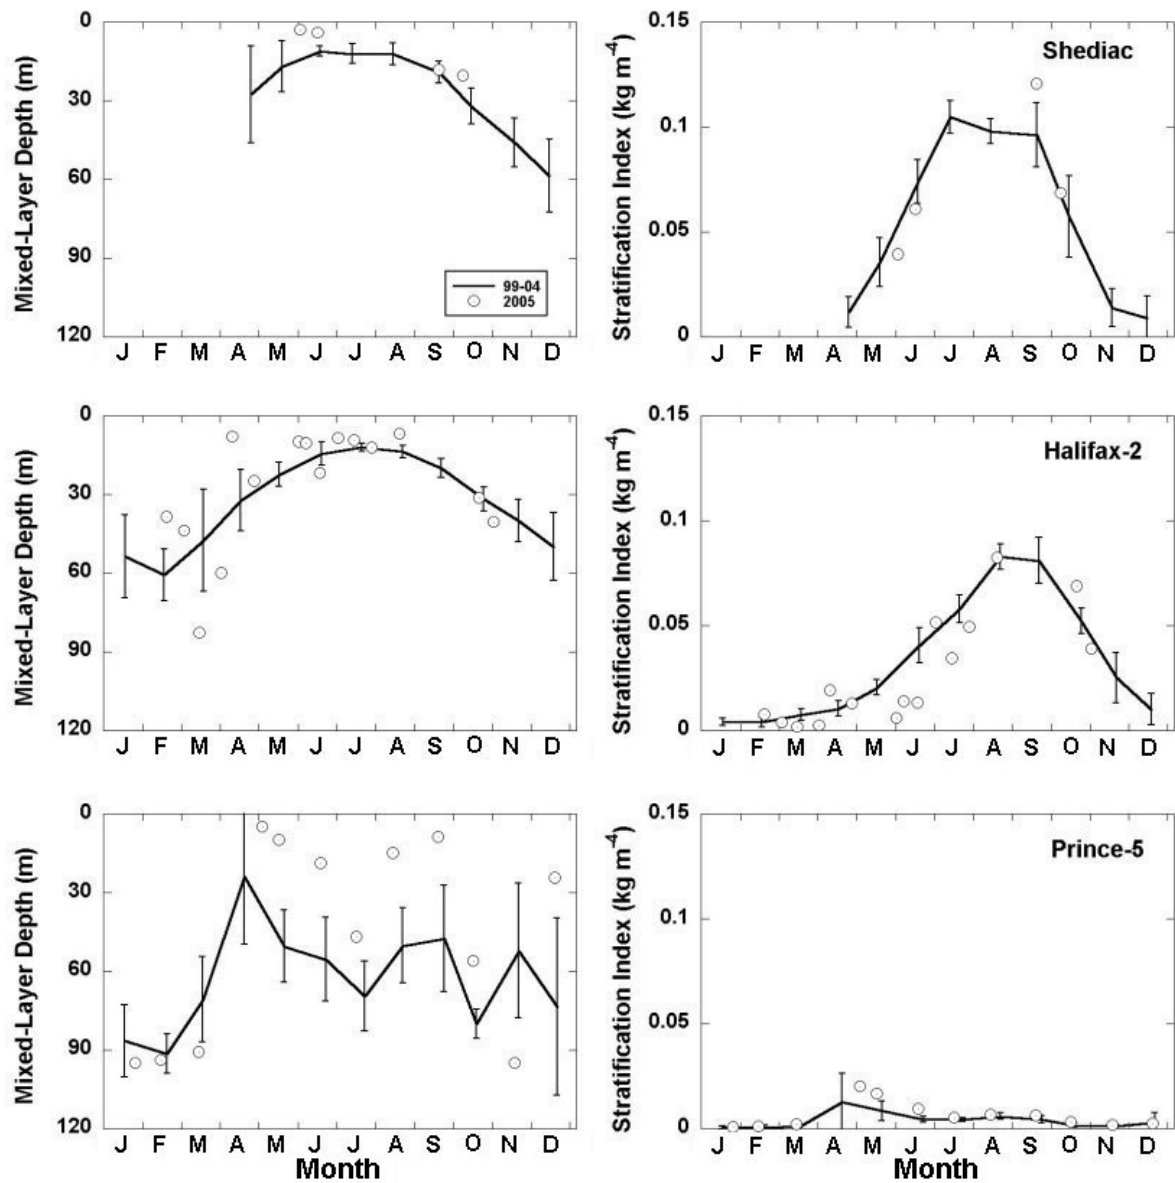 0
30
60
90
120
Mixed-Layer Depth (m)
99-04
2005
J F M A M J J A S O N D
0.15
0.1
0.05
0
Stratification Index (kg m-4)
Shediac
J F M A M J J A S O N D
0
30
60
90
120
Mixed-Layer Depth (m)
J F M A M J J A S O N D
0.15
0.1
0.05
0
Stratification Index (kg m-4)
Halifax-2
J F M A M J J A S O N D
0
30
60
90
120
Mixed-Layer Depth (m)
J F M A M J J A S O N D
Month
0.15
0.1
0.05
0
Stratification Index (kg m-4)
Prince-5
J F M A M J J A S O N D
Month